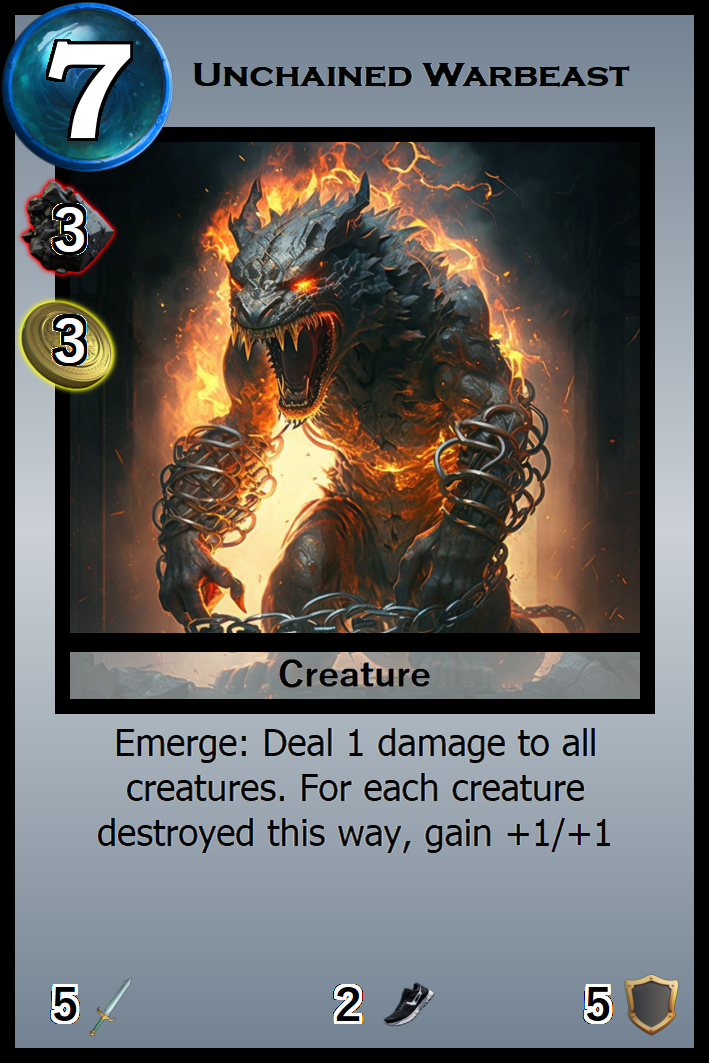 7
Unchained Warbeast
3
3
Creature
Emerge: Deal 1 damage to all
creatures. For each creature
destroyed this way, gain +1/+1
5 2 5